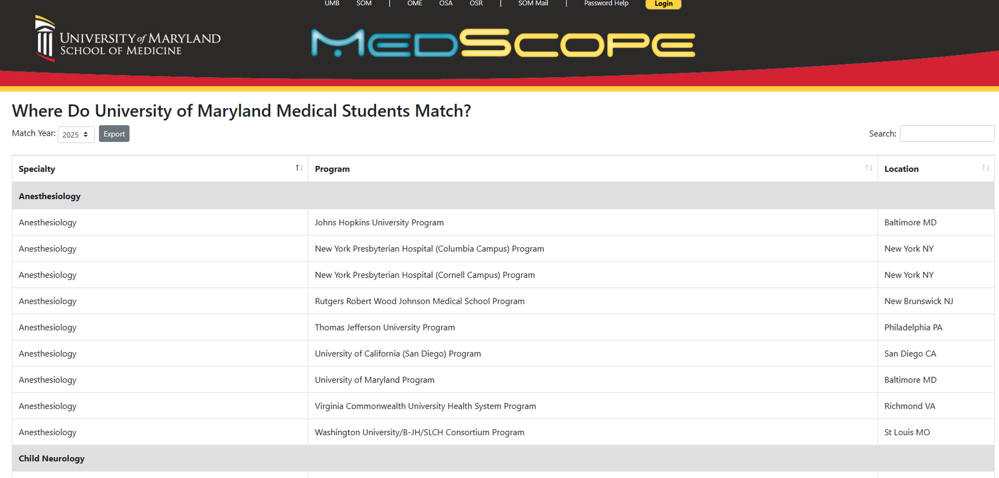 UMB SOM | OME OSA OSR | SOM Mail | Password Help Login
UNIVERSITY of MARYLAND
SCHOOL OF MEDICINE
MEDSCOPE
Where Do University of Maryland Medical Students Match?
Match Year: 2025 Export Search:
Specialty Program Location
Anesthesiology
Anesthesiology Johns Hopkins University Program Baltimore MD
Anesthesiology New York Presbyterian Hospital (Columbia Campus) Program New York NY
Anesthesiology New York Presbyterian Hospital (Cornell Campus) Program New York NY
Anesthesiology Rutgers Robert Wood Johnson Medical School Program New Brunswick NJ
Anesthesiology Thomas Jefferson University Program Philadelphia PA
Anesthesiology University of California (San Diego) Program San Diego CA
Anesthesiology University of Maryland Program Baltimore MD
Anesthesiology Virginia Commonwealth University Health System Program Richmond VA
Anesthesiology Washington University/B-JH/SLCH Consortium Program St Louis MO
Child Neurology